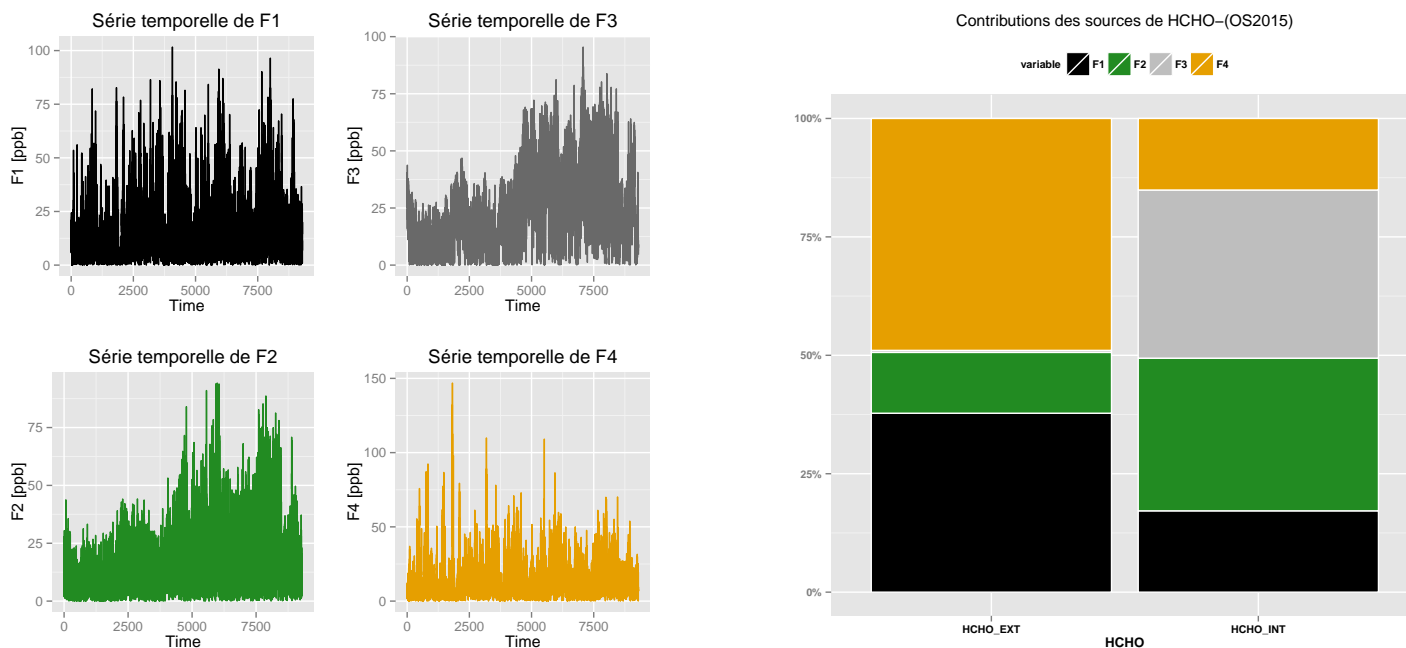 Série temporelle de F1
F1 [ppb]
100
75
50
25
0
0 2500 5000 7500
Time
Série temporelle de F3
F3 [ppb]
100
75
50
25
0
0 2500 5000 7500
Time
Série temporelle de F2
F2 [ppb]
75
50
25
0
0 2500 5000 7500
Time
Série temporelle de F4
F4 [ppb]
150
100
50
0
0 2500 5000 7500
Time
Contributions des sources de HCHO−(OS2015)
variable F1 F2 F3 F4
100%
75%
50%
25%
0%
HCHO_EXT HCHO_INT
HCHO